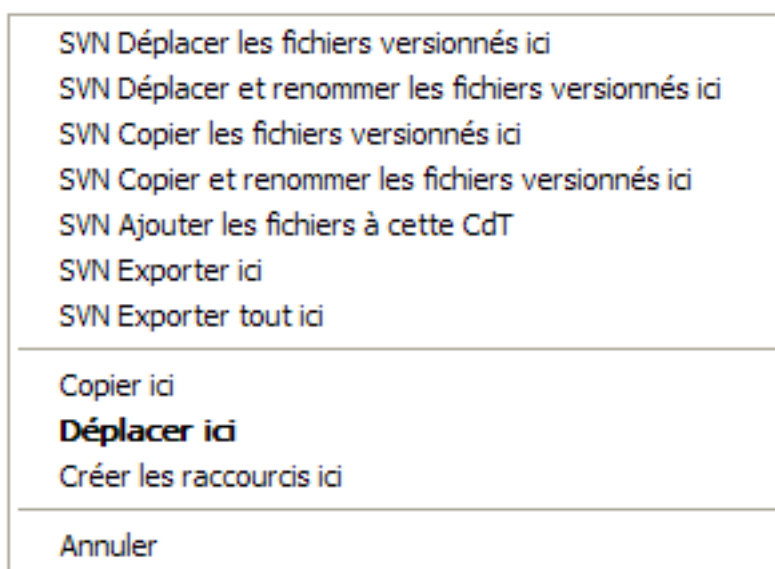 SVN Déplacer les fichiers versionnés ici
SVN Déplacer et renommer les fichiers versionnés ici
SVN Copier les fichiers versionnés ici
SVN Copier et renommer les fichiers versionnés ici
SVN Ajouter les fichiers à cette CdT
SVN Exporter ici
SVN Exporter tout ici
Copier ici
Déplacer ici
Créer les raccourcis ici
Annuler